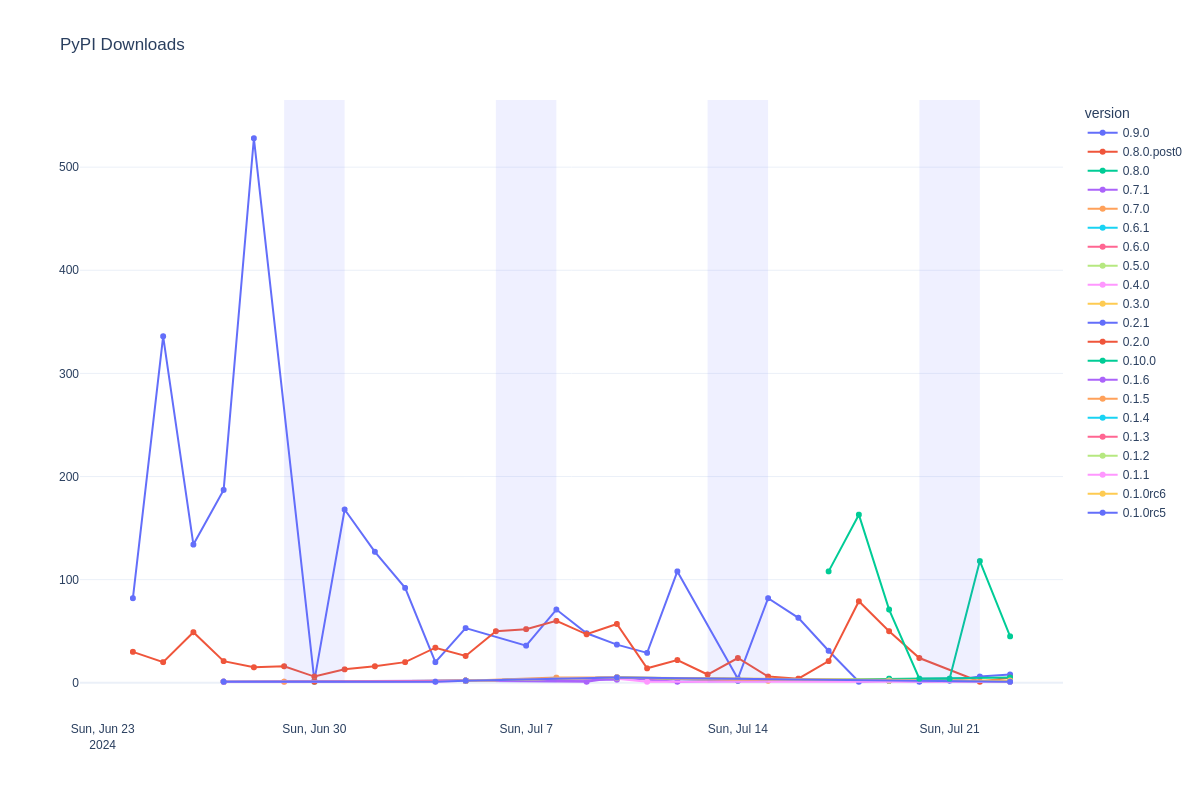 PyPI Downloads
500
400
300
200
100
0
Sun, Jun 23
2024
Sun, Jun 30
Sun, Jul 7
Sun, Jul 14
Sun, Jul 21
version
0.9.0
0.8.0.post0
0.8.0
0.7.1
0.7.0
0.6.1
0.6.0
0.5.0
0.4.0
0.3.0
0.2.1
0.2.0
0.10.0
0.1.6
0.1.5
0.1.4
0.1.3
0.1.2
0.1.1
0.1.0rc6
0.1.0rc5